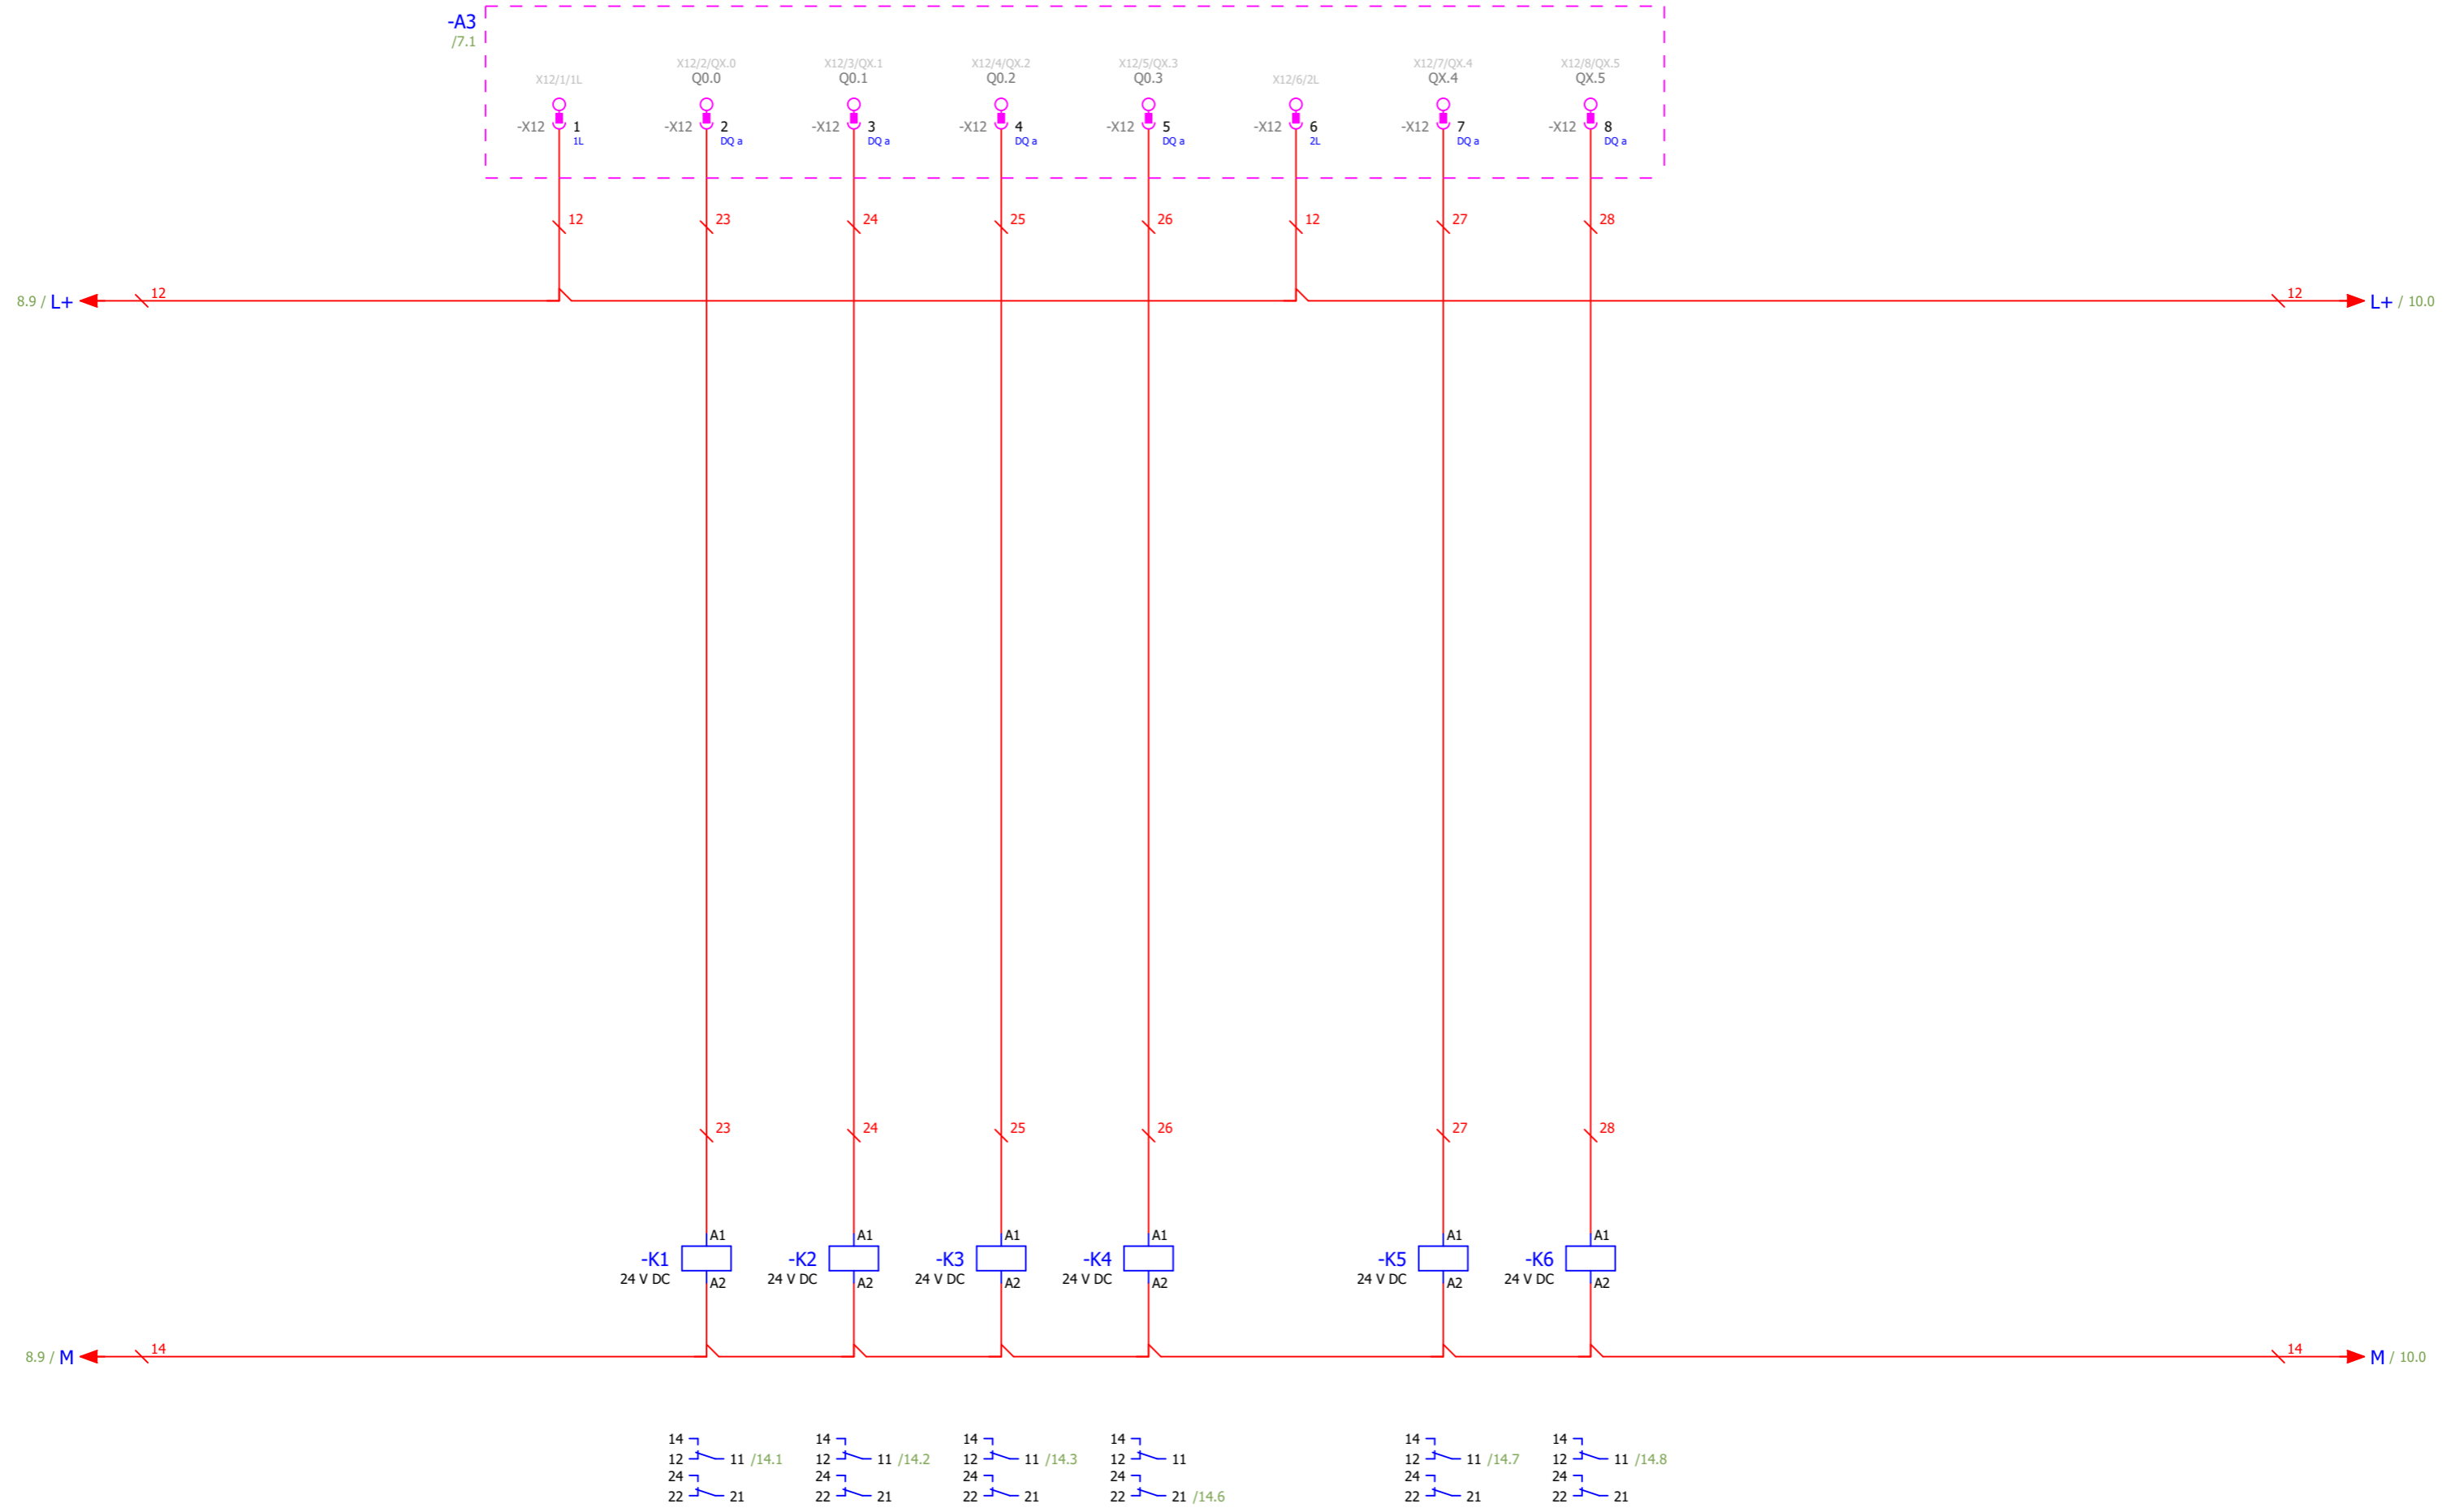 -A3
/7.1
X12/2/QX.0 X12/3/QX.1 X12/4/QX.2 X12/5/QX.3 X12/7/QX.4 X12/8/QX.5
X12/1/1L Q0.0 Q0.1 Q0.2 Q0.3 X12/6/2L QX.4 QX.5
-X12 1 -X12 2 -X12 3 -X12 4 -X12 5 -X12 6 -X12 7 -X12 8
1L DQ a DQ a DQ a DQ a 2L DQ a DQ a
12 23 24 25 26 12 27 28
12 12
8.9 / L+ L+ / 10.0
23 24 25 26 27 28
A1 A1 A1 A1 A1 A1
-K1 -K2 -K3 -K4 -K5 -K6
24 V DC 24 V DC 24 V DC 24 V DC 24 V DC 24 V DC
A2 A2 A2 A2 A2 A2
14 14
8.9 / M M / 10.0
14 14 14 14 14 14
12 11 /14.1 12 11 /14.2 12 11 /14.3 12 11 12 11 /14.7 12 11 /14.8
24 24 24 24 24 24
22 21 22 21 22 21 22 21 /14.6 22 21 22 21